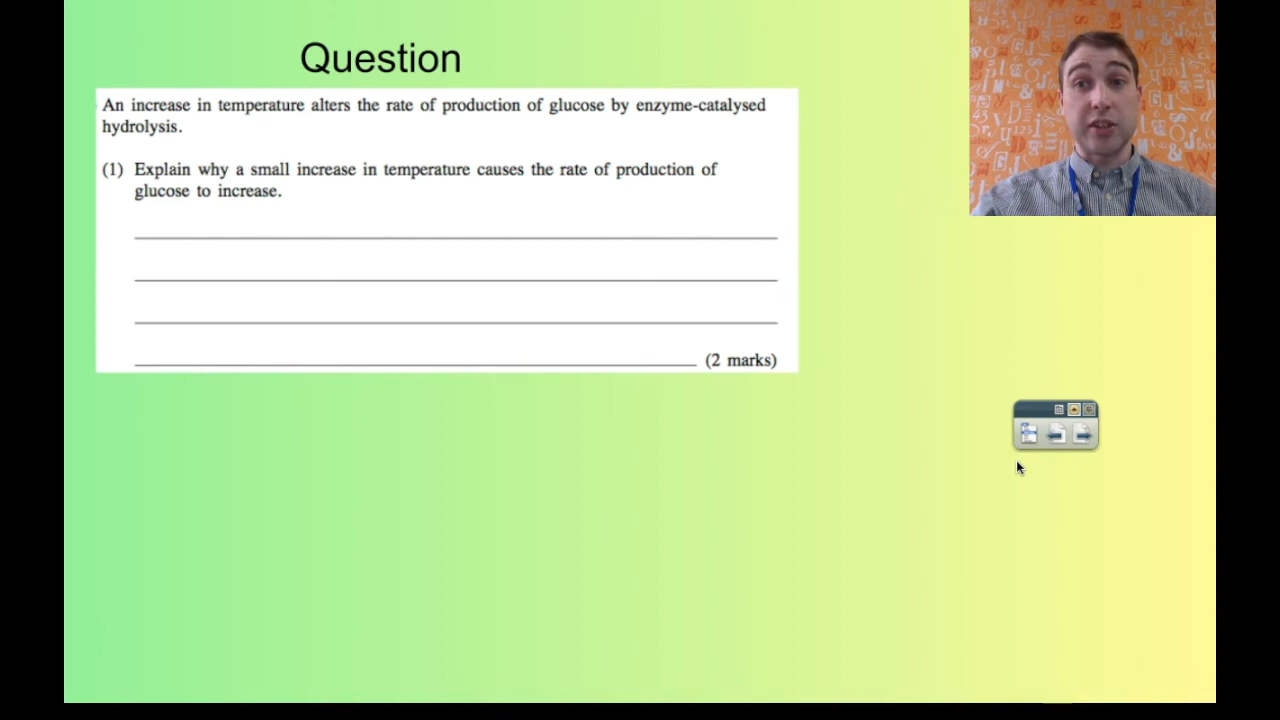 Question
An increase in temperature alters the rate of production of glucose by enzyme-catalysed
hydrolysis.
(1) Explain why a small increase in temperature causes the rate of production of
glucose to increase.
(2 marks)